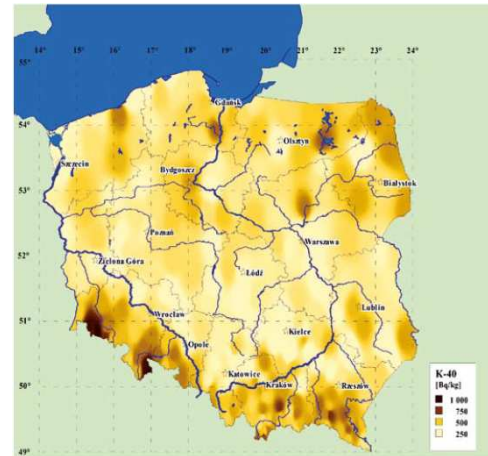 14° 15° 16° 17° 18° 19° 20° 21° 22° 23° 24°
55°
Gdańsk
54°
Olsztyn
Szczecin
Bydgoszcz
Białystok
53°
Poznań
Warszawa
52°
Zielona Góra
Łódź
Lublin
51°
Wrocław
Opole
Kielce
Katowice
Kraków
Rzeszów
50°
49°
K-40
[Bq/kg]
1 000
750
500
250